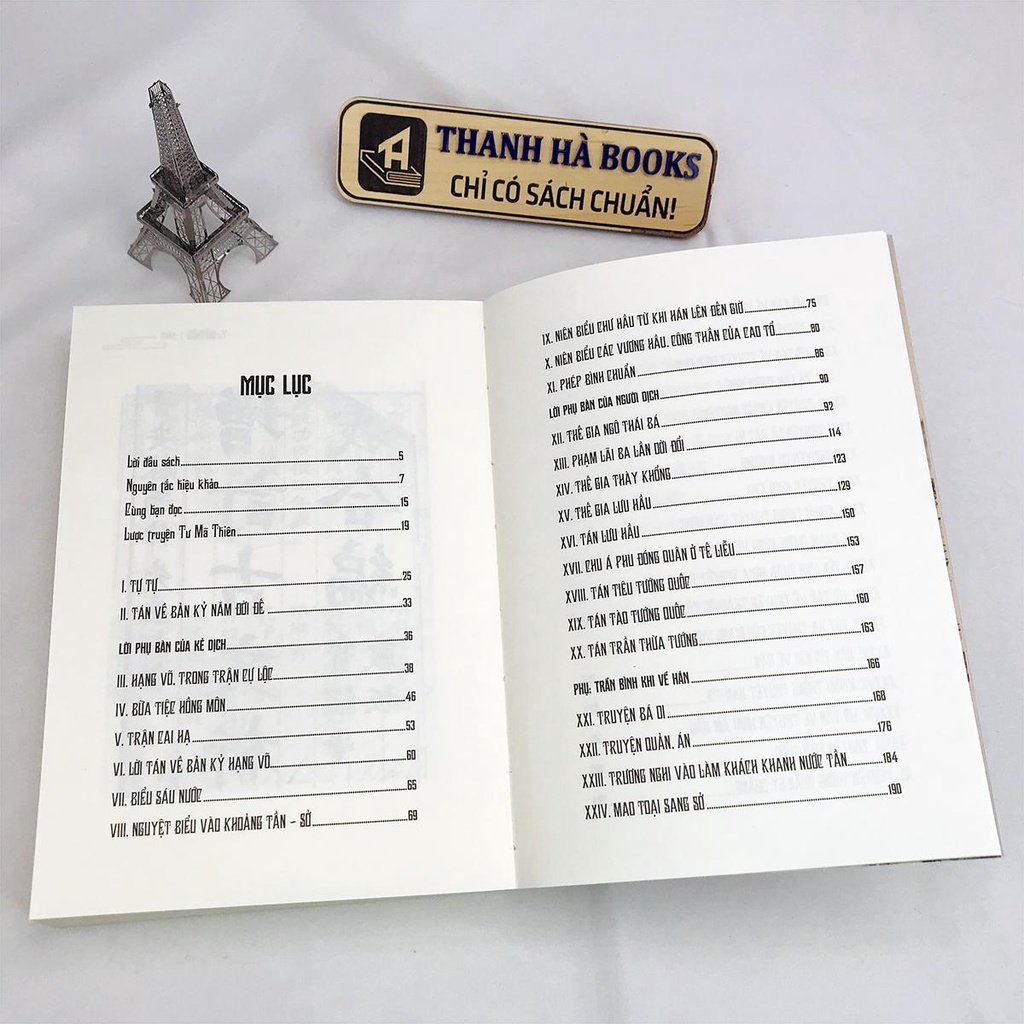 THANH HÀ BOOKS
CHỈ CÓ SÁCH CHUẨN!
MỤC LỤC
Lời đầu sách 5
Nguyên tắc hiệu khảo 7
Cùng bạn đọc 15
Lược truyện Tư Mã Thiên 19
I. TỰ TỰ 25
II. TÁN VỀ BẢN KỶ NĂM ĐỜI ĐẾ 33
LỜI PHỤ BÀN CỦA KẺ DỊCH 36
III. HẠNG VÕ, TRONG TRẬN CỰ LỘC 38
IV. BỮA TIỆC HỒNG MÔN 46
V. TRẬN CAI HẠ 53
VI. LỜI TÁN VỀ BẢN KỶ HẠNG VÕ 60
VII. BIỂU SÁU NƯỚC 65
VIII. NGUYỆT BIỂU VÀO KHOẢNG TẦN - SỞ 69
IX. NIÊN BIỂU CHƯ HẦU TỪ KHI HÁN LÊN ĐẾN GIỜ 75
X. NIÊN BIỂU CÁC VƯƠNG HẦU, CÔNG THẦN CỦA CAO TỔ 80
XI. PHÉP BÌNH CHUẨN 86
LỜI PHỤ BÀN CỦA NGƯỜI DỊCH 90
XII. THẾ GIA NGÔ THÁI BÁ 92
XIII. PHẠM LÃI BA LẦN DỜI ĐỔI 114
XIV. THẾ GIA THÀY KHỔNG 123
XV. THẾ GIA LƯU HẦU 129
XVI. TÁN LƯU HẦU 150
XVII. CHU Á PHU ĐÓNG QUÂN Ở TẾ LIỄU 153
XVIII. TÁN TIÊU TƯỚNG QUỐC 157
XIX. TÁN TÀO TƯỚNG QUỐC 160
XX. TÁN TRẦN THỪA TƯỚNG 163
PHỤ: TRẦN BÌNH KHI VỀ HÁN 166
XXI. TRUYỆN BÁ DI 168
XXII. TRUYỆN QUẢN, ÁN 176
XXIII. TRƯƠNG NGHI VÀO LÀM KHÁCH KHANH NƯỚC TẦN 184
XXIV. MAO TOẠI SANG SỞ 190